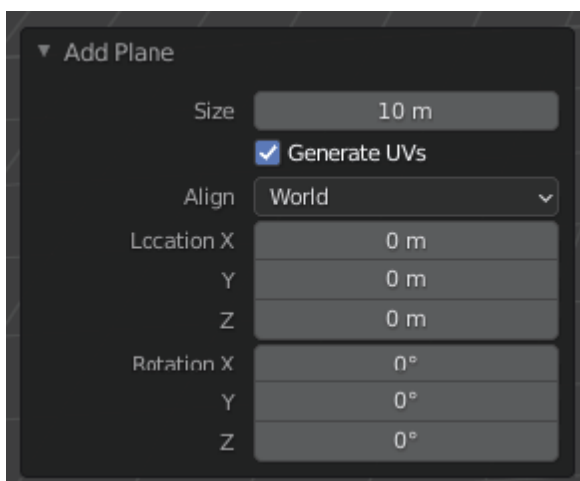 Add Plane
Size 10 m
Generate UVs
Align World
Location X 0 m
Y 0 m
Z 0 m
Rotation X 0°
Y 0°
Z 0°